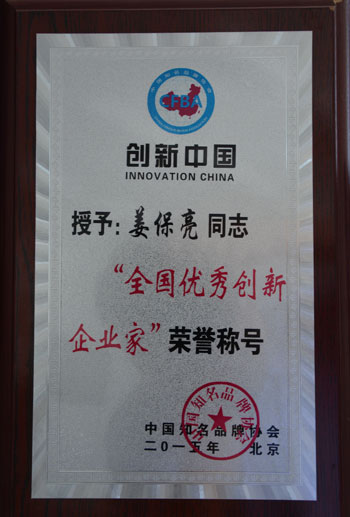 CFBA
创新中国
INNOVATION CHINA
授予：姜保亮同志
“全国优秀创新
企业家”荣誉称号
中国知名品牌协会
二〇一五年 北京